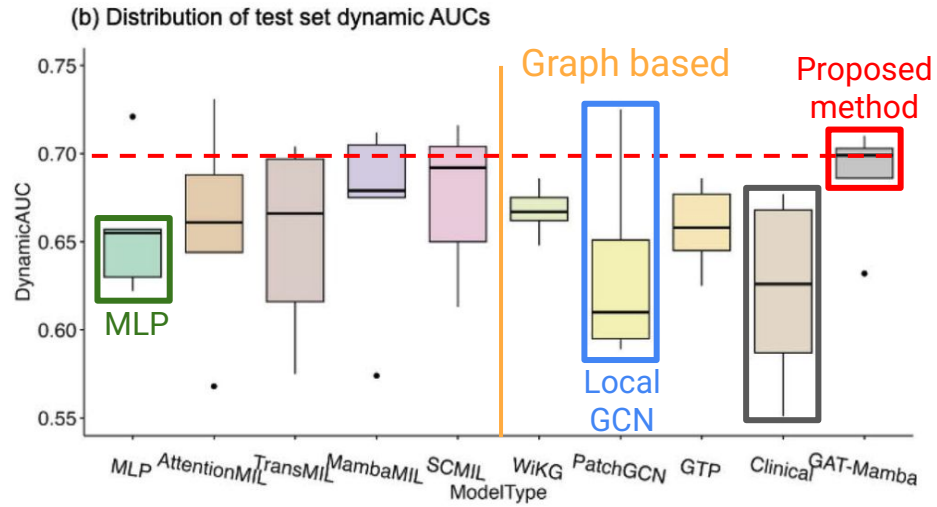 (b) Distribution of test set dynamic AUCs
Graph based
Proposed
method
0.75
0.70
0.65
0.60
0.55
DynamicAUC
MLP
Local
GCN
MLP
AttentionMIL
TransMIL
MambaMIL
SCMIL
WiKG
PatchGCN
GTP
Clinical
GAT-Mamba
ModelType